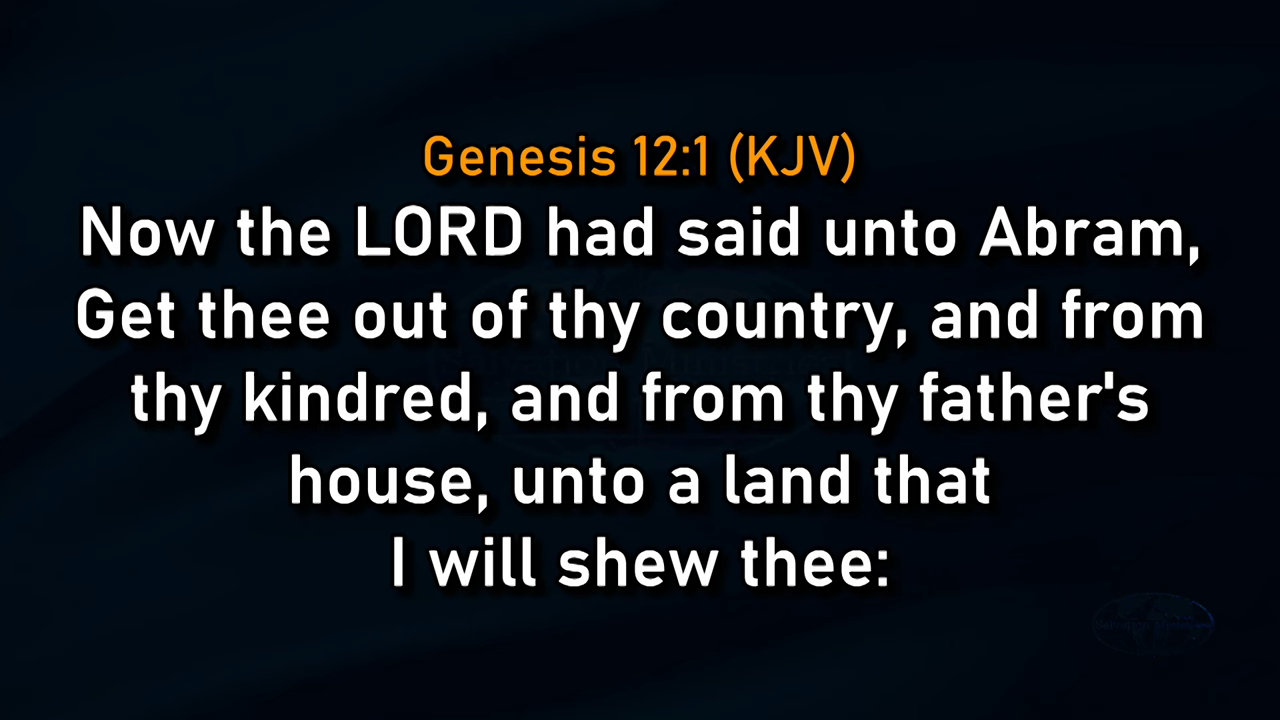 Genesis 12:1 (KJV)
Now the LORD had said unto Abram,
Get thee out of thy country, and from
thy kindred, and from thy father's
house, unto a land that
I will shew thee: